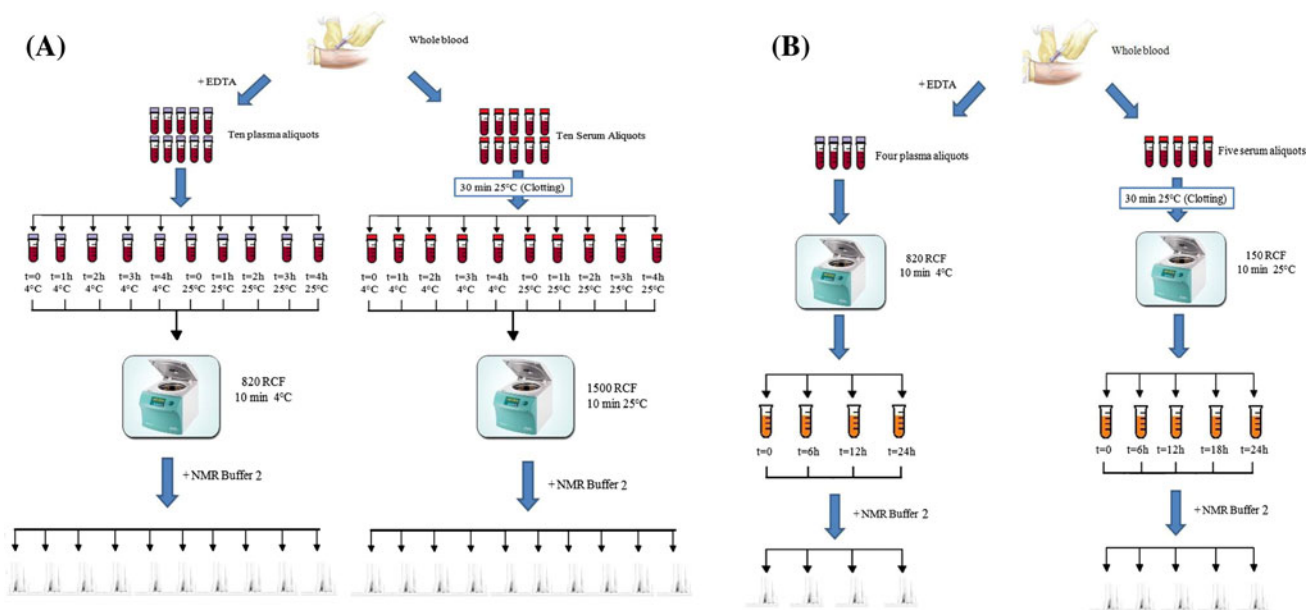 (A)
Whole blood
+ EDTA
Ten plasma aliquots
Ten Serum Aliquots
30 min 25°C (Clotting)
t=0 t=1h t=2h t=3h t=4h t=0 t=1h t=2h t=3h t=4h
4°C 4°C 4°C 4°C 4°C 25°C 25°C 25°C 25°C 25°C
t=0 t=1h t=2h t=3h t=4h t=0 t=1h t=2h t=3h t=4h
4°C 4°C 4°C 4°C 4°C 25°C 25°C 25°C 25°C 25°C
820 RCF
10 min 4°C
1500 RCF
10 min 25°C
+ NMR Buffer 2
+ NMR Buffer 2
(B)
Whole blood
+EDTA
Four plasma aliquots
Five serum aliquots
30 min 25°C (Clotting)
820 RCF
10 min 4°C
150 RCF
10 min 25°C
t=0 t=6h t=12h t=24h
t=0 t=6h t=12h t=18h t=24h
+ NMR Buffer 2
+ NMR Buffer 2